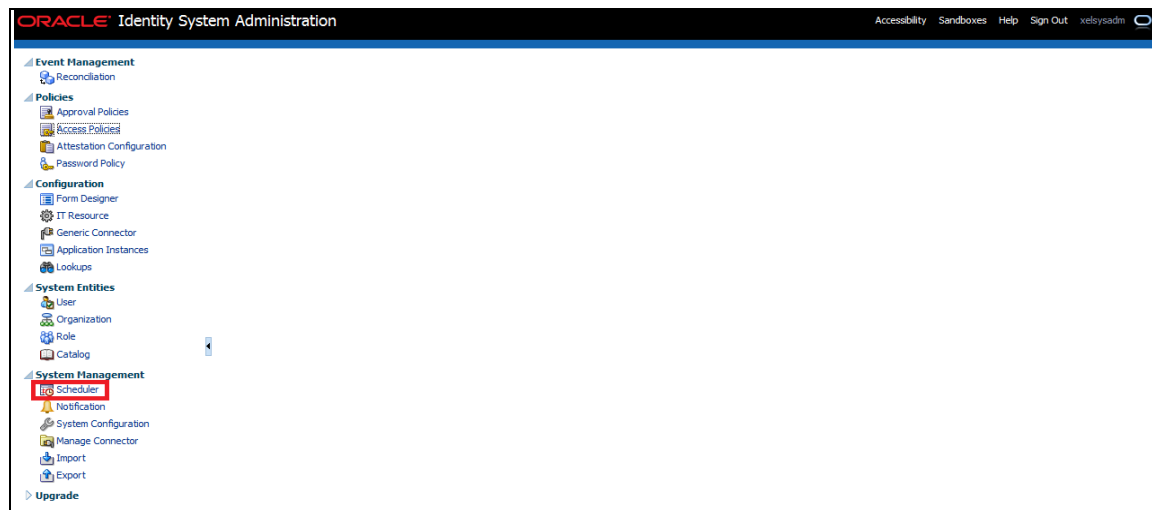 ORACLE Identity System Administration
Accessibility Sandboxes Help Sign Out xelsysadm
Event Management
Reconciliation
Policies
Approval Policies
Access Policies
Attestation Configuration
Password Policy
Configuration
Form Designer
IT Resource
Generic Connector
Application Instances
Lookups
System Entities
User
Organization
Role
Catalog
System Management
Scheduler
Notification
System Configuration
Manage Connector
Import
Export
Upgrade